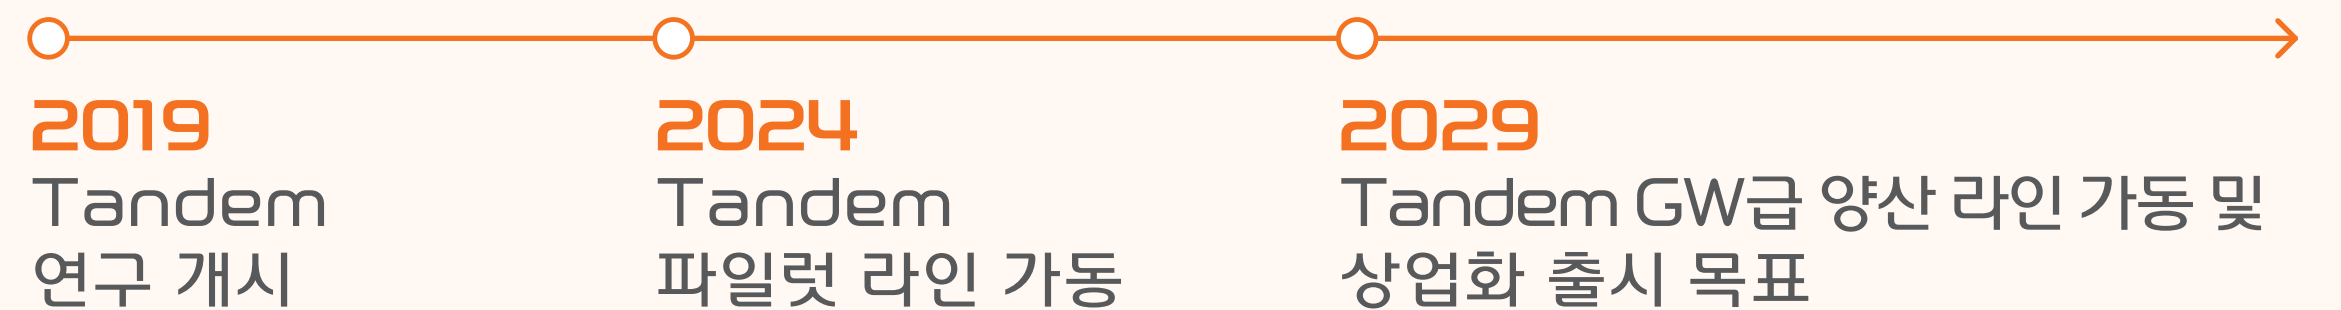 2019
Tandem
연구 개시
2024
Tandem
파일럿 라인 가동
2029
Tandem GW급 양산 라인 가동 및
상업화 출시 목표